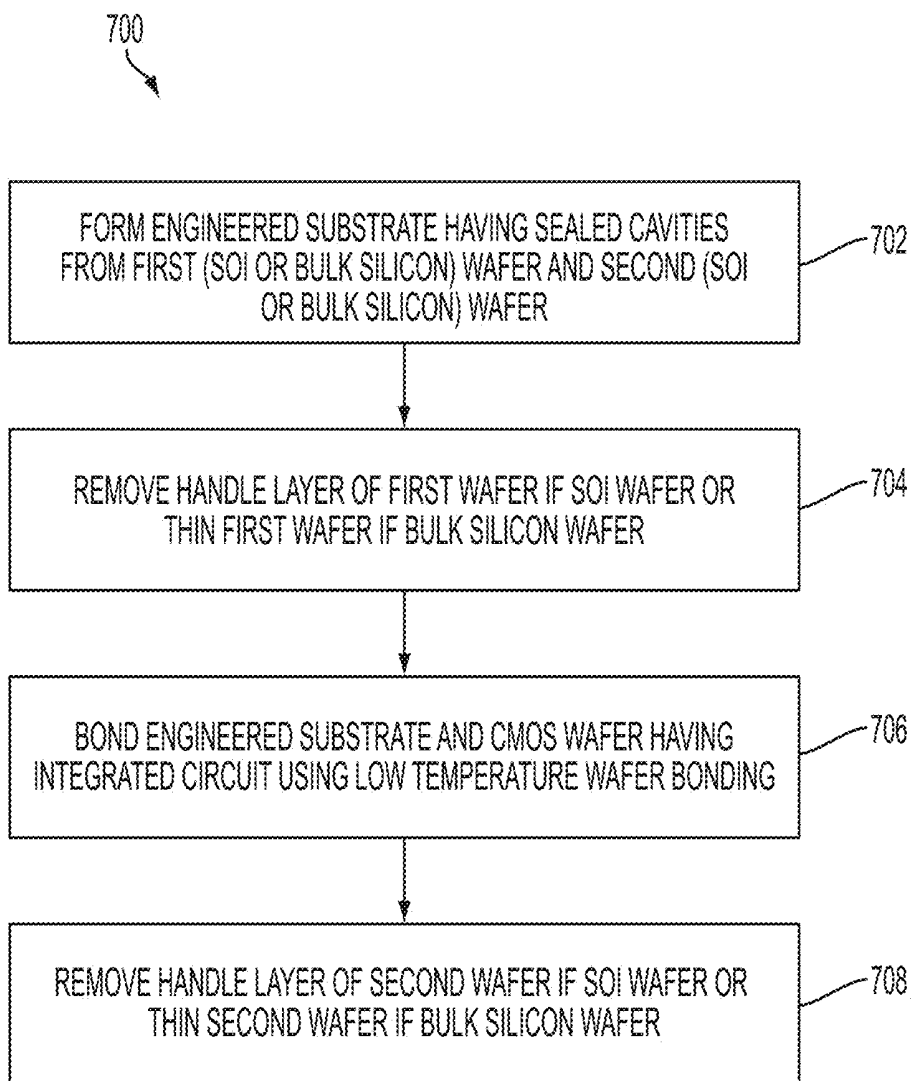 700
FORM ENGINEERED SUBSTRATE HAVING SEALED CAVITIES
FROM FIRST (SOI OR BULK SILICON) WAFER AND SECOND (SOI
OR BULK SILICON) WAFER
702
REMOVE HANDLE LAYER OF FIRST WAFER IF SOI WAFER OR
THIN FIRST WAFER IF BULK SILICON WAFER
704
BOND ENGINEERED SUBSTRATE AND CMOS WAFER HAVING
INTEGRATED CIRCUIT USING LOW TEMPERATURE WAFER BONDING
706
REMOVE HANDLE LAYER OF SECOND WAFER IF SOI WAFER OR
THIN SECOND WAFER IF BULK SILICON WAFER
708